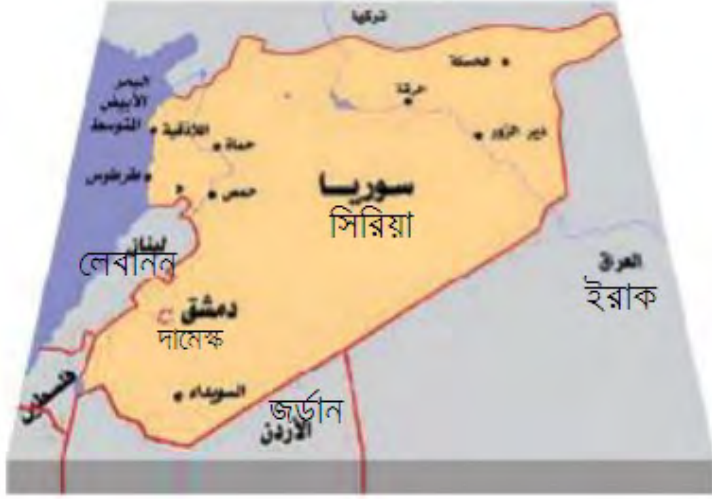 تركيا
الحسكة
الرقة
البحر
الأبيض
المتوسط
اللاذقية
حماة
دير الزور
طرطوس
حمص
سوريا
সিরিয়া
لبنان
লেবানন
العراق
ইরাক
دمشق
দামেস্ক
فلسطين
السويداء
জর্ডান
الأردن